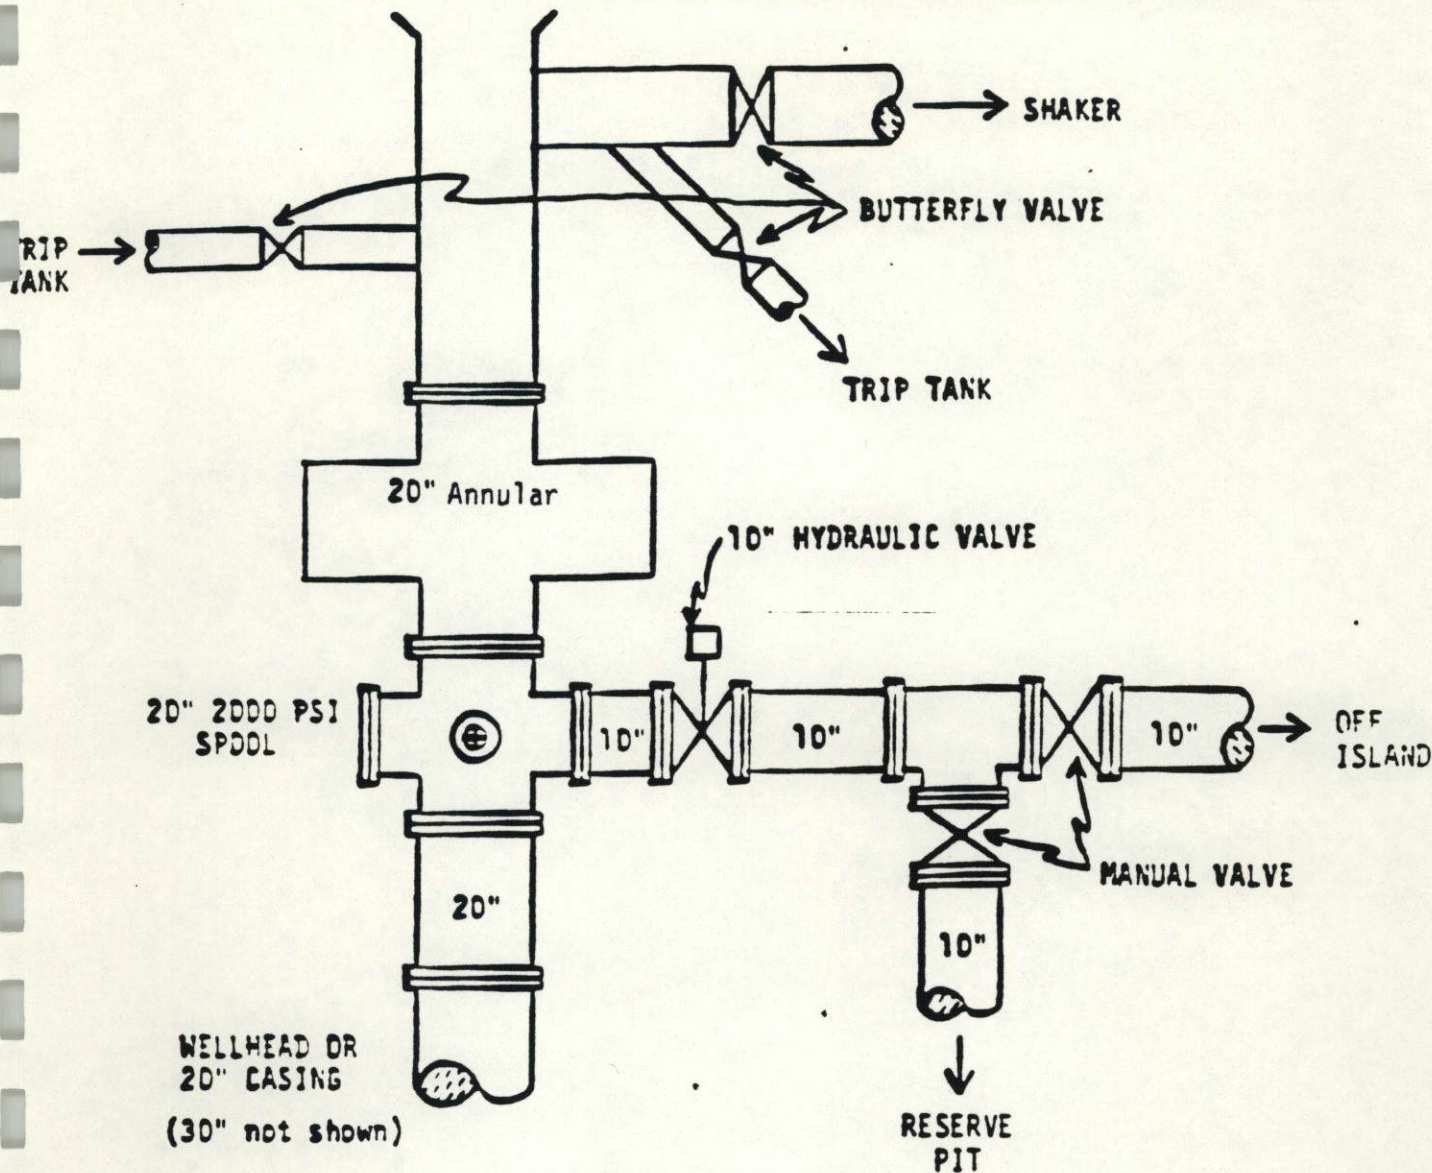 SHAKER
BUTTERFLY VALVE
TRIP
TANK
TRIP TANK
20" Annular
10" HYDRAULIC VALVE
20" 2000 PSI
SPOOL
10"
10"
10"
OFF
ISLAND
MANUAL VALVE
20"
10"
WELLHEAD OR
20" CASING
(30" not shown)
RESERVE
PIT